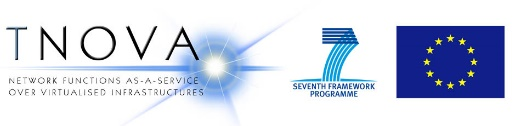 TNOVA
NETWORK FUNCTIONS AS-A-SERVICE
OVER VIRTUALISED INFRASTRUCTURES
SEVENTH FRAMEWORK
PROGRAMME